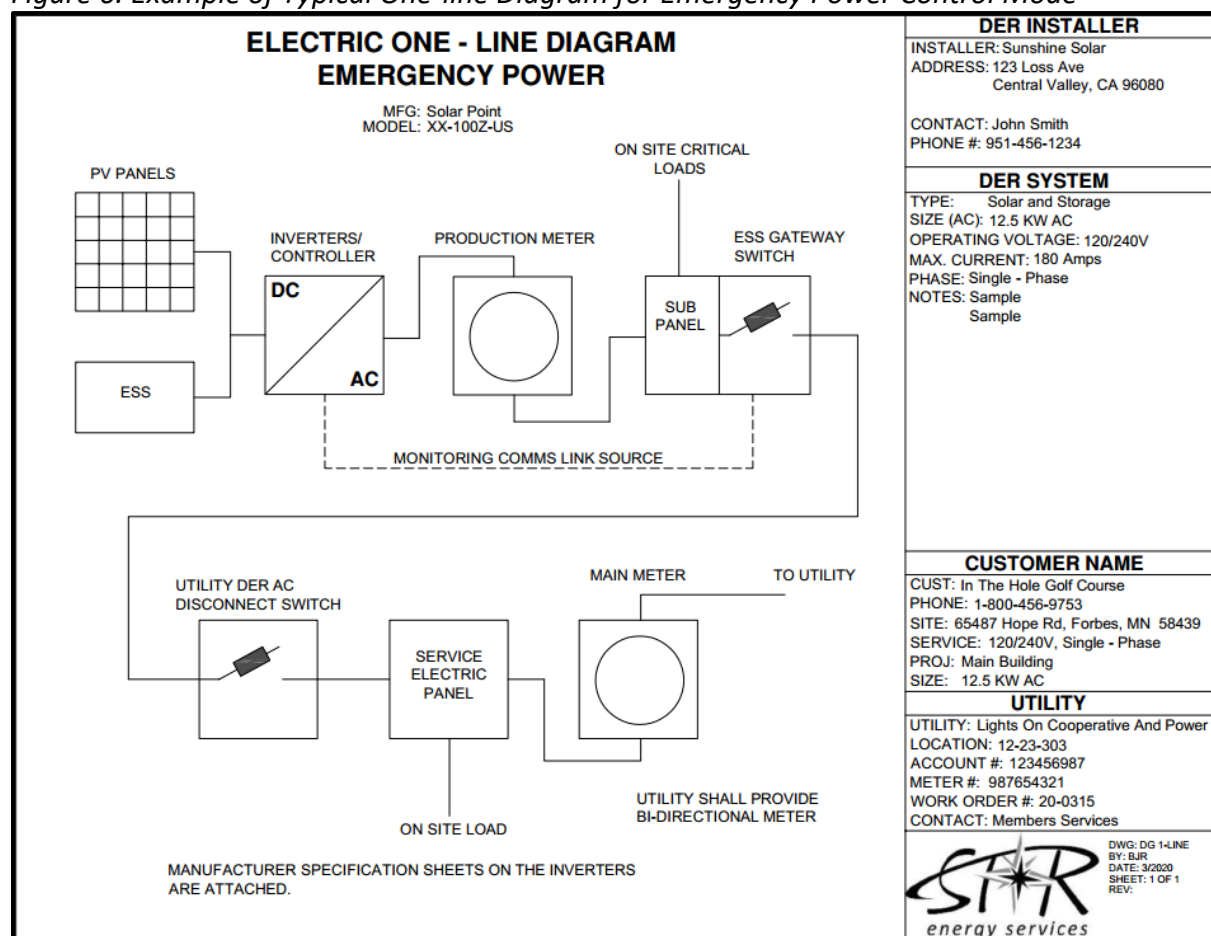 Figure 6. Example of Typical One-line Diagram for Emergency Power Control Mode
ELECTRIC ONE - LINE DIAGRAM
EMERGENCY POWER
MFG: Solar Point
MODEL: XX-100Z-US
ON SITE CRITICAL
LOADS
PV PANELS
INVERTERS/
CONTROLLER
PRODUCTION METER
ESS GATEWAY
SWITCH
DC
AC
SUB
PANEL
ESS
MONITORING COMMS LINK SOURCE
UTILITY DER AC
DISCONNECT SWITCH
MAIN METER
TO UTILITY
SERVICE
ELECTRIC
PANEL
UTILITY SHALL PROVIDE
BI-DIRECTIONAL METER
ON SITE LOAD
MANUFACTURER SPECIFICATION SHEETS ON THE INVERTERS
ARE ATTACHED.
DER INSTALLER
INSTALLER: Sunshine Solar
ADDRESS: 123 Loss Ave
Central Valley, CA 96080
CONTACT: John Smith
PHONE #: 951-456-1234
DER SYSTEM
TYPE: Solar and Storage
SIZE (AC): 12.5 KW AC
OPERATING VOLTAGE: 120/240V
MAX. CURRENT: 180 Amps
PHASE: Single - Phase
NOTES: Sample
Sample
CUSTOMER NAME
CUST: In The Hole Golf Course
PHONE: 1-800-456-9753
SITE: 65487 Hope Rd, Forbes, MN 58439
SERVICE: 120/240V, Single - Phase
PROJ: Main Building
SIZE: 12.5 KW AC
UTILITY
UTILITY: Lights On Cooperative And Power
LOCATION: 12-23-303
ACCOUNT #: 123456987
METER #: 987654321
WORK ORDER #: 20-0315
CONTACT: Members Services
STAR
energy services
DWG: DG 1-LINE
BY: BJR
DATE: 3/2020
SHEET: 1 OF 1
REV: